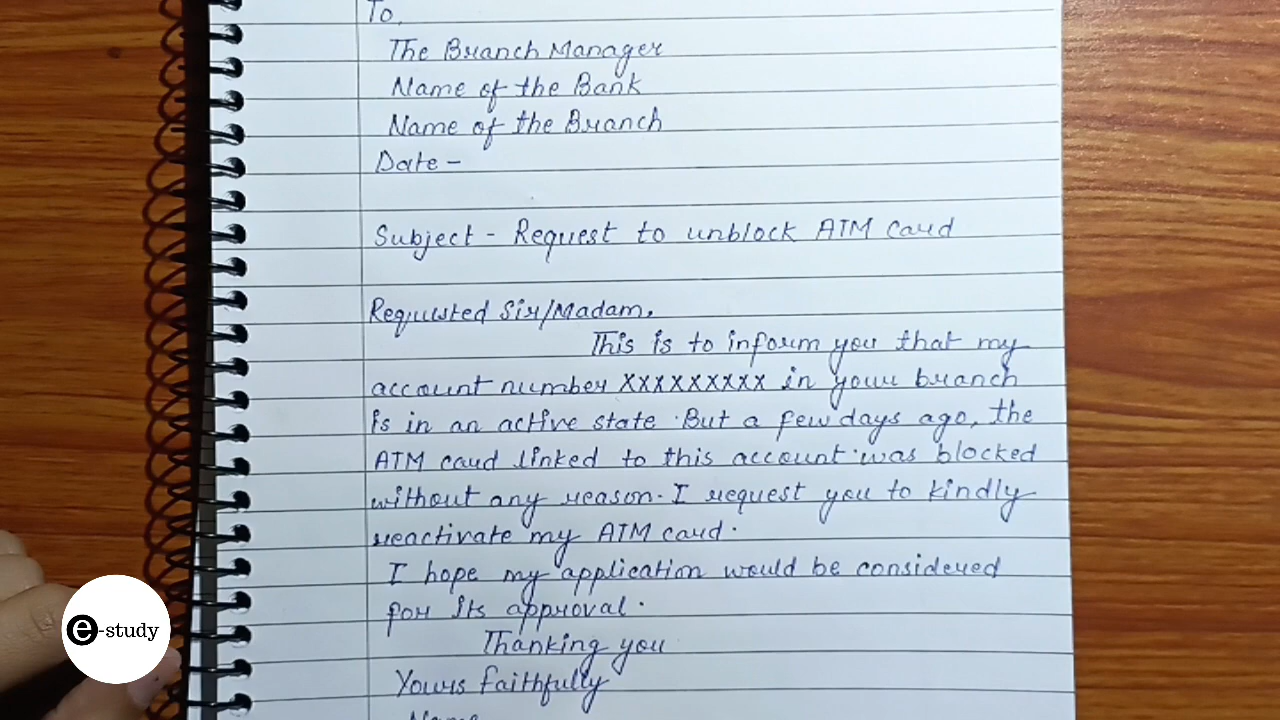 To,
The Branch Manager
Name of the Bank
Name of the Branch
Date -
Subject - Request to unblock ATM card
Requested Sir/Madam,
This is to inform you that my
account number XXXXXXXXXX in your branch
is in an active state. But a few days ago, the
ATM card linked to this account was blocked
without any reason. I request you to kindly
reactivate my ATM card.
I hope my application would be considered
for its approval.
Thanking you
Yours faithfully
Name
e-study